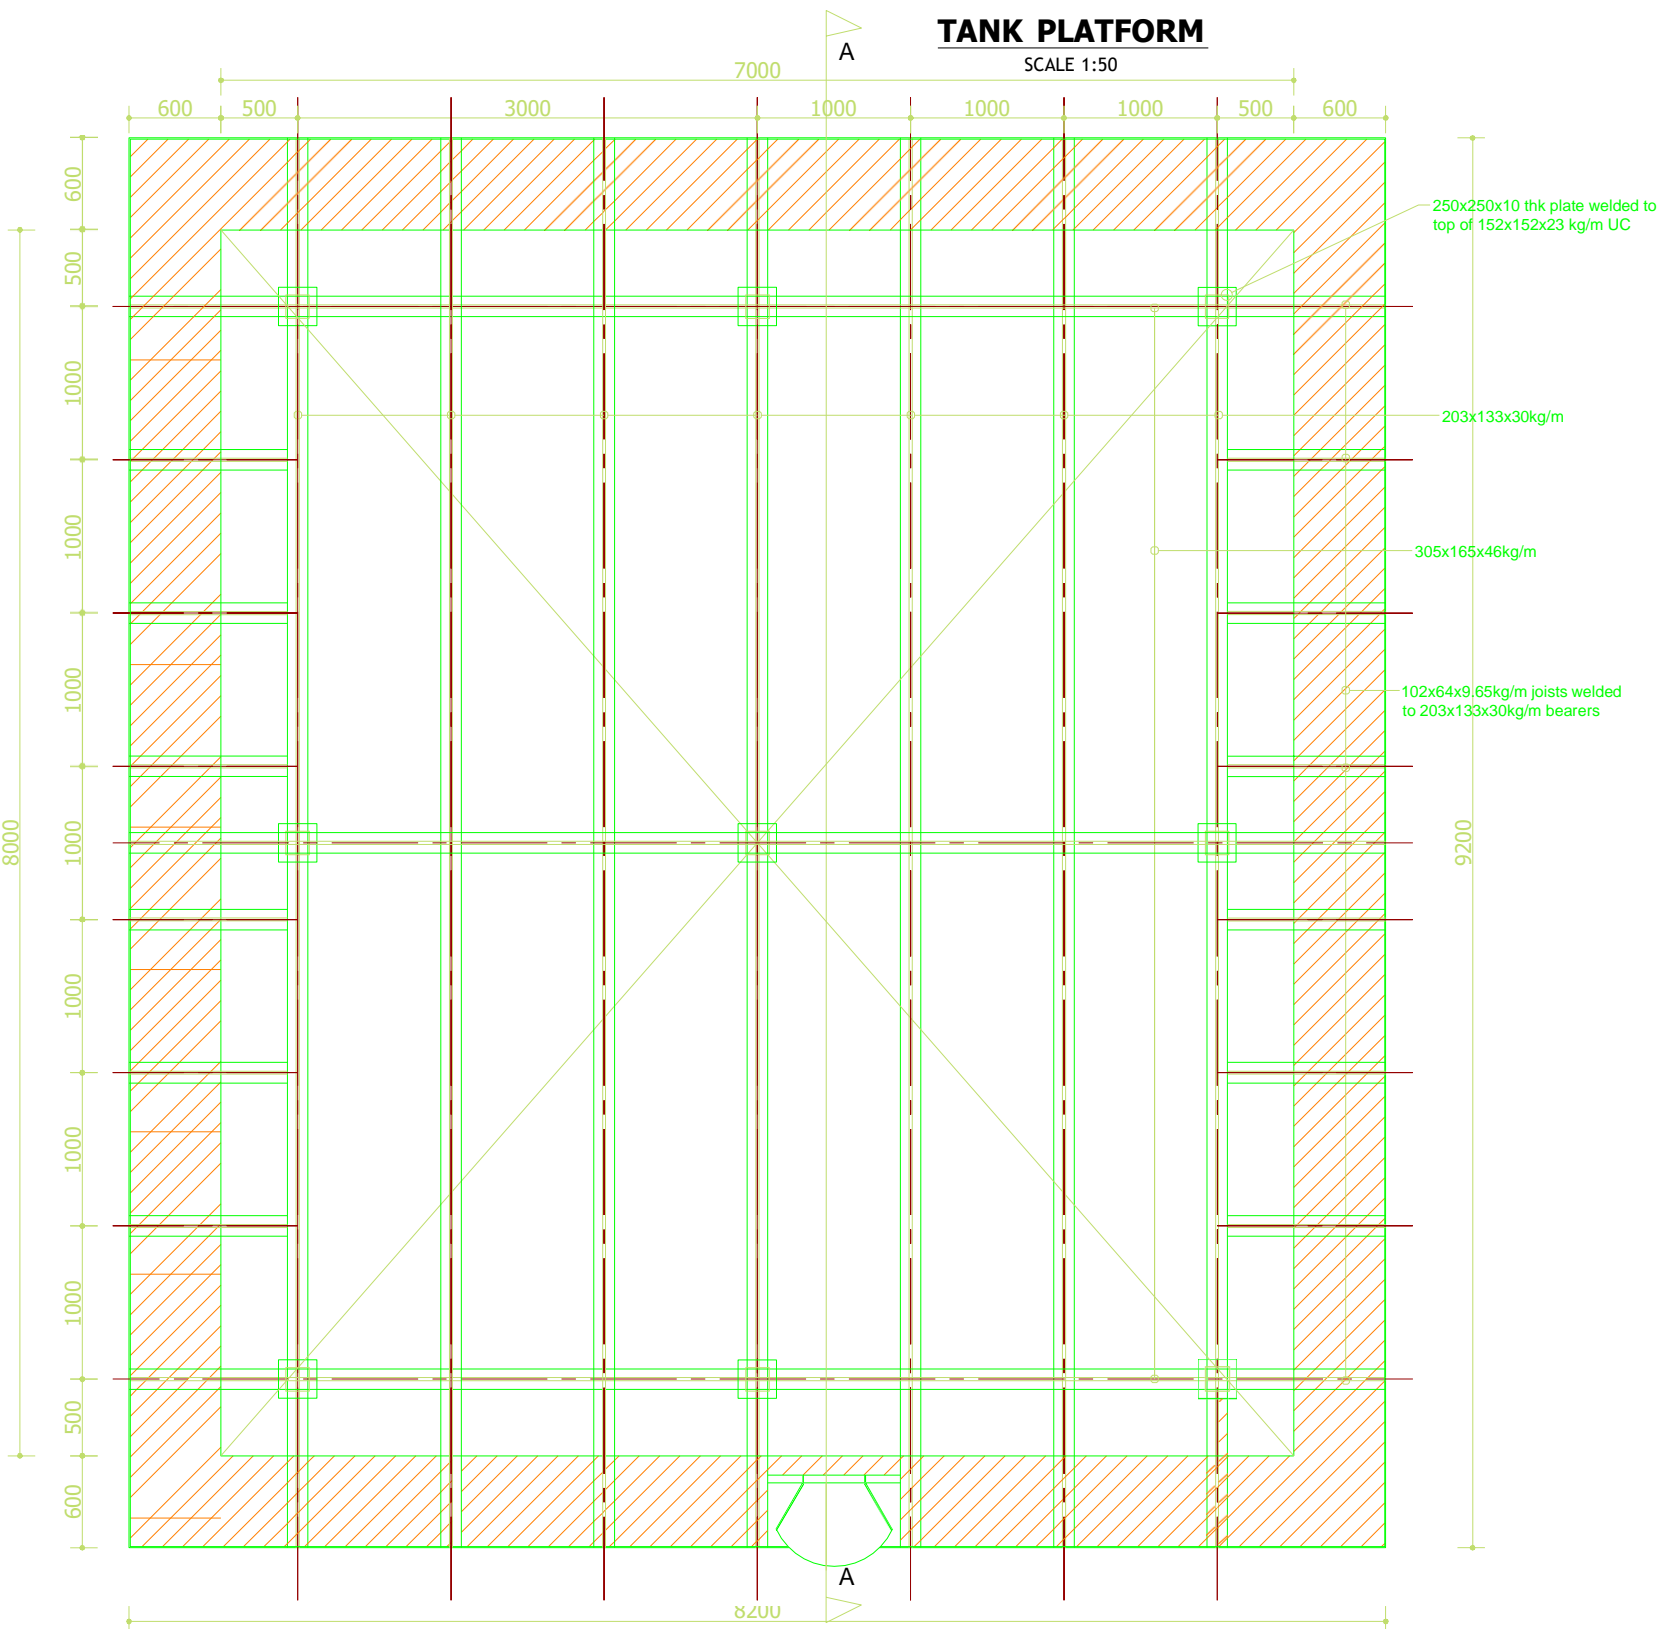 TANK PLATFORM
SCALE 1:50
A
7000
600
500
3000
1000
1000
1000
500
600
600
500
1000
1000
1000
1000
1000
1000
1000
500
600
8000
9200
250x250x10 thk plate welded to
top of 152x152x23 kg/m UC
203x133x30kg/m
305x165x46kg/m
102x64x9.65kg/m joists welded
to 203x133x30kg/m bearers
A
8200